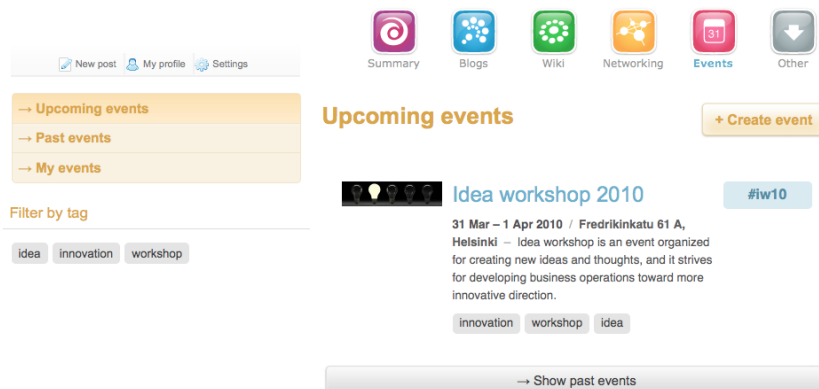 New post My profile Settings
31
Summary Blogs Wiki Networking Events Other
→ Upcoming events
→ Past events
→ My events
Filter by tag
idea innovation workshop
Upcoming events
+ Create event
Idea workshop 2010
#iw10
31 Mar – 1 Apr 2010 / Fredrikinkatu 61 A,
Helsinki – Idea workshop is an event organized
for creating new ideas and thoughts, and it strives
for developing business operations toward more
innovative direction.
innovation workshop idea
→ Show past events